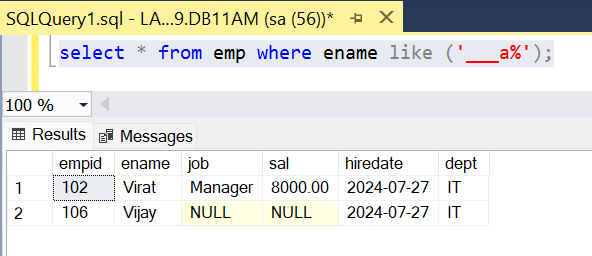 SQLQuery1.sql - LA...9.DB11AM (sa (56))*
select * from emp where ename like ('___a%');
100 %
Results Messages
empid ename job sal hiredate dept
1 102 Virat Manager 8000.00 2024-07-27 IT
2 106 Vijay NULL NULL 2024-07-27 IT